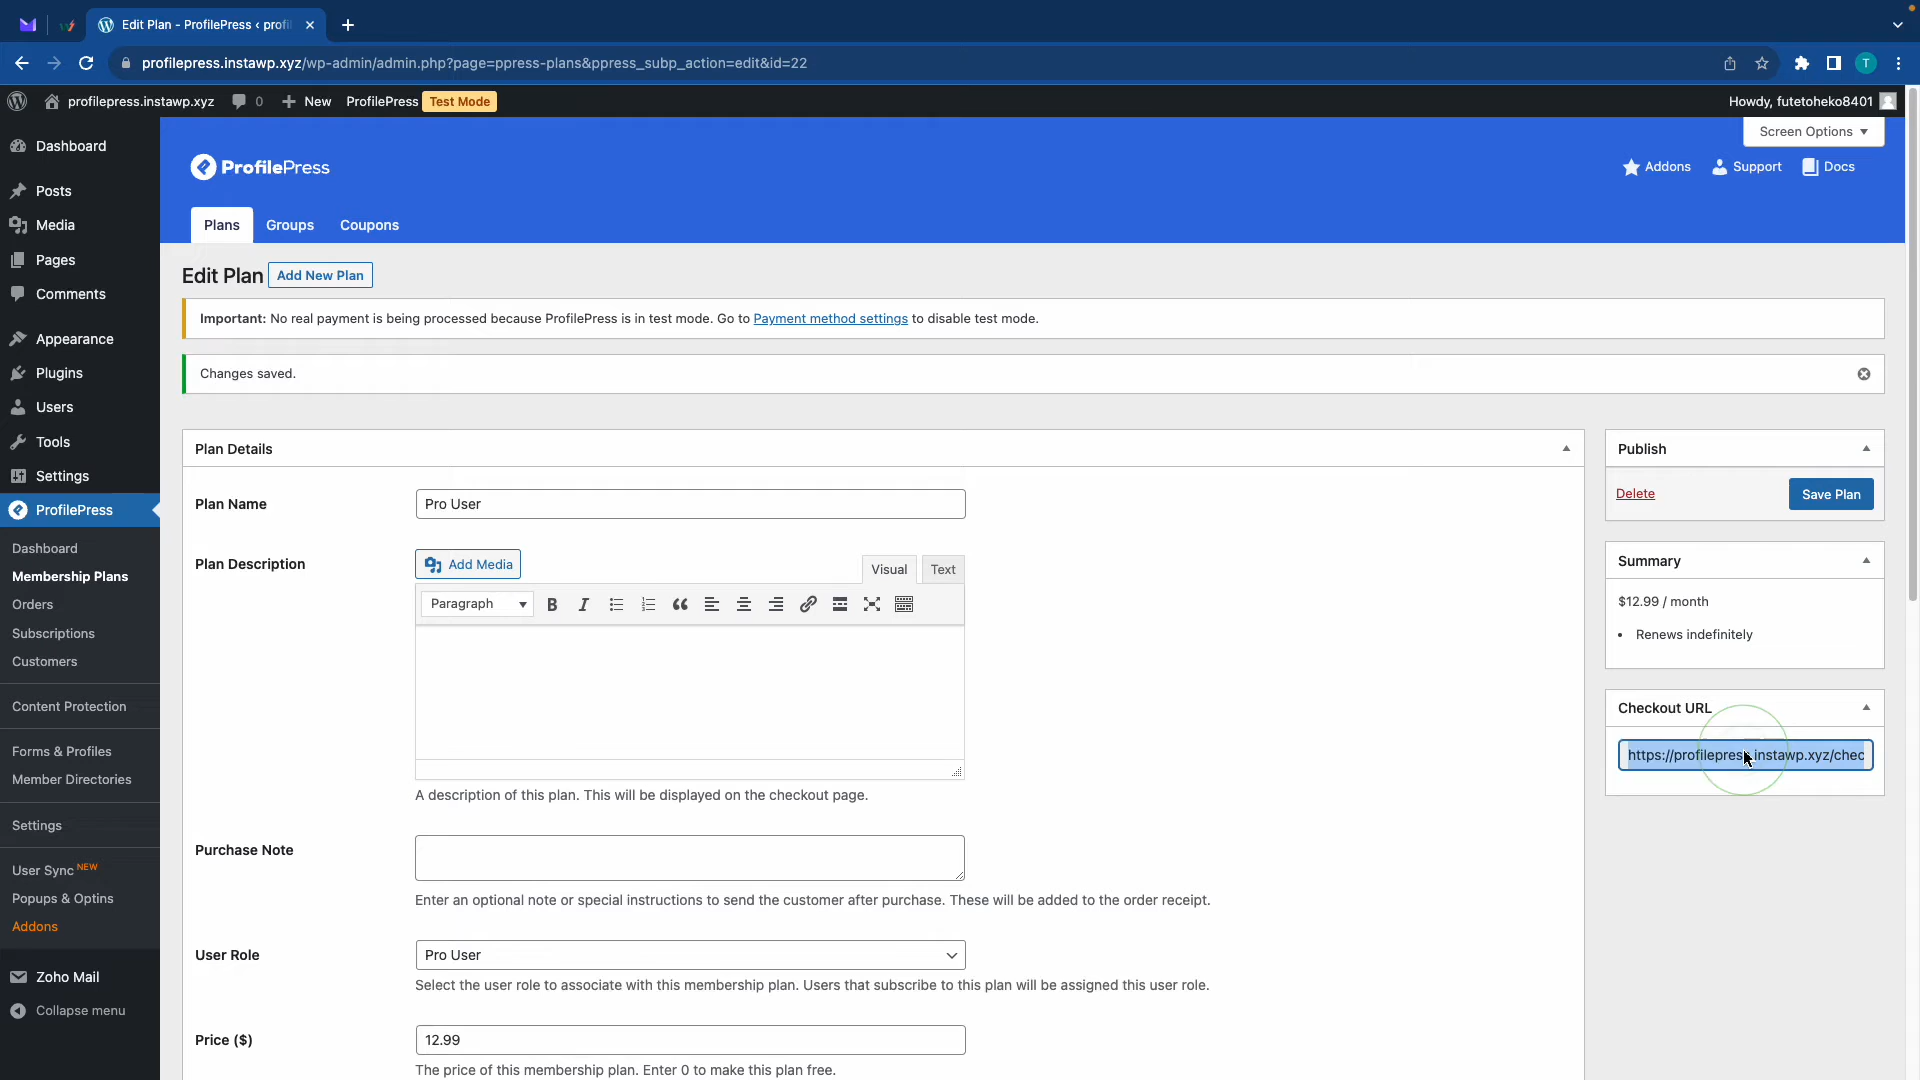 Edit Plan - ProfilePress ‹ profil
profilepress.instawp.xyz/wp-admin/admin.php?page=ppress-plans&ppress_subp_action=edit&id=22
T
profilepress.instawp.xyz
0
New
ProfilePress
Test Mode
Howdy, futetoheko8401
Screen Options
ProfilePress
Addons
Support
Docs
Plans
Groups
Coupons
Dashboard
Posts
Media
Pages
Comments
Appearance
Plugins
Users
Tools
Settings
ProfilePress
Dashboard
Membership Plans
Orders
Subscriptions
Customers
Content Protection
Forms & Profiles
Member Directories
Settings
User Sync NEW
Popups & Optins
Addons
Zoho Mail
Collapse menu
Edit Plan
Add New Plan
Important: No real payment is being processed because ProfilePress is in test mode. Go to Payment method settings to disable test mode.
Changes saved.
Plan Details
Plan Name
Pro User
Plan Description
Add Media
Visual
Text
Paragraph
A description of this plan. This will be displayed on the checkout page.
Purchase Note
Enter an optional note or special instructions to send the customer after purchase. These will be added to the order receipt.
User Role
Pro User
Select the user role to associate with this membership plan. Users that subscribe to this plan will be assigned this user role.
Price ($)
12.99
The price of this membership plan. Enter 0 to make this plan free.
Publish
Delete
Save Plan
Summary
$12.99 / month
Renews indefinitely
Checkout URL
https://profilepress.instawp.xyz/chec